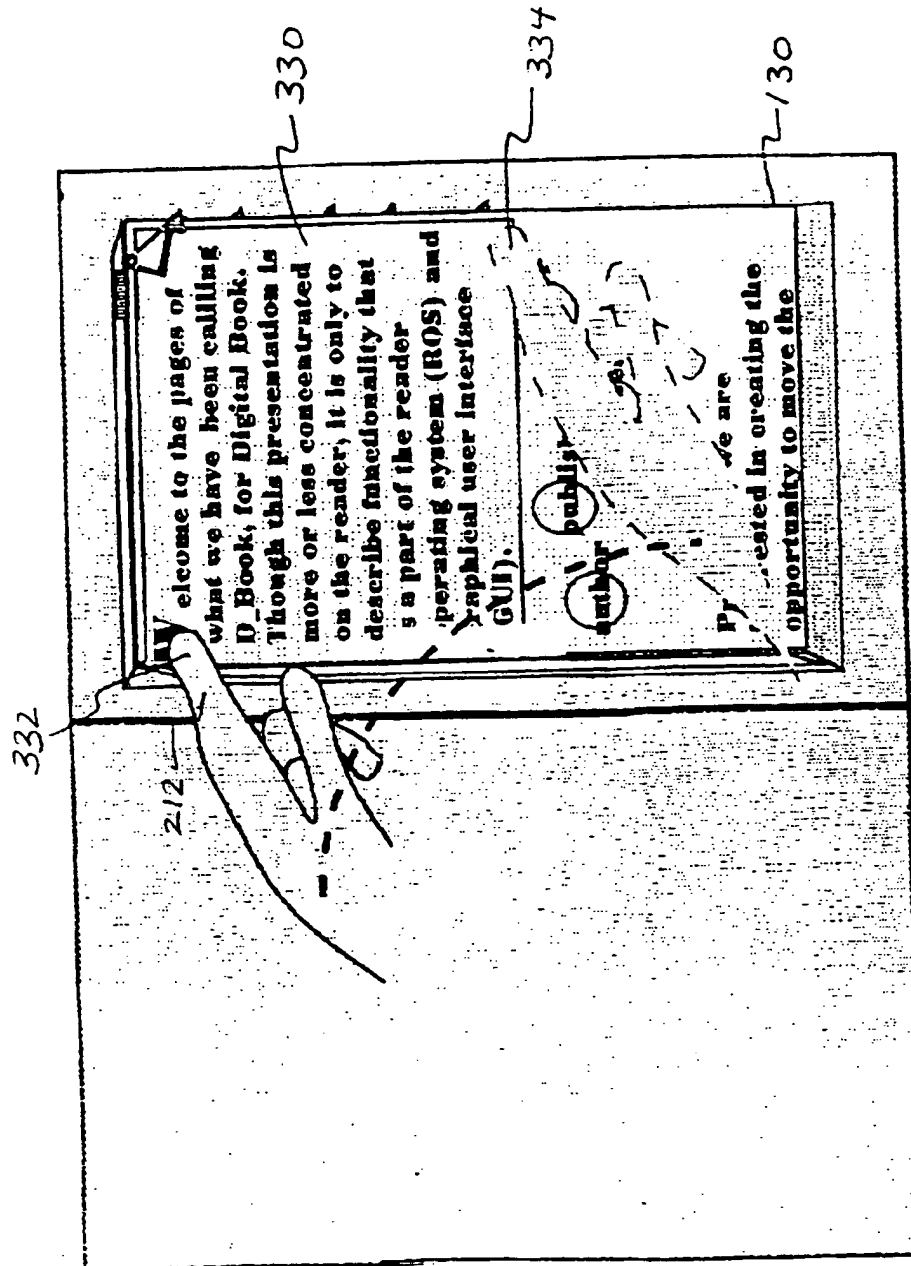 332
212
330
334
130
elcome to the pages of
what we have been calling
D_Book, for Digital Book.
Though this presentation is
more or less concentrated
on the reader, it is only to
describe functionality that
s a part of the reader
perating system (ROS) and
raphical user interface
GUI).
author publish
e are
Pr ested in creating the
opportunity to move the